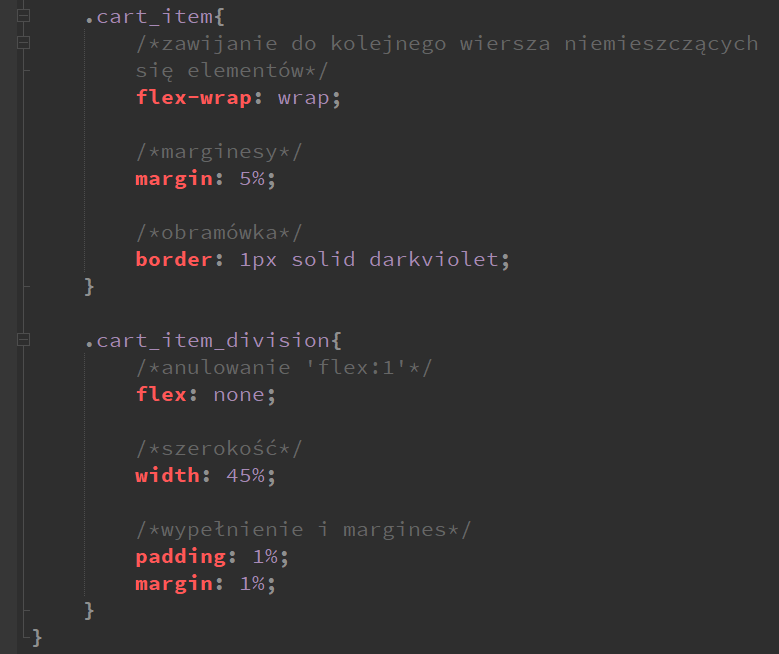 .cart_item{
/*zawijanie do kolejnego wiersza niemieszczących
się elementów*/
flex-wrap: wrap;
/*marginesy*/
margin: 5%;
/*obramówka*/
border: 1px solid darkviolet;
}
.cart_item_division{
/*anulowanie 'flex:1'*/
flex: none;
/*szerokość*/
width: 45%;
/*wypełnienie i margines*/
padding: 1%;
margin: 1%;
}
}